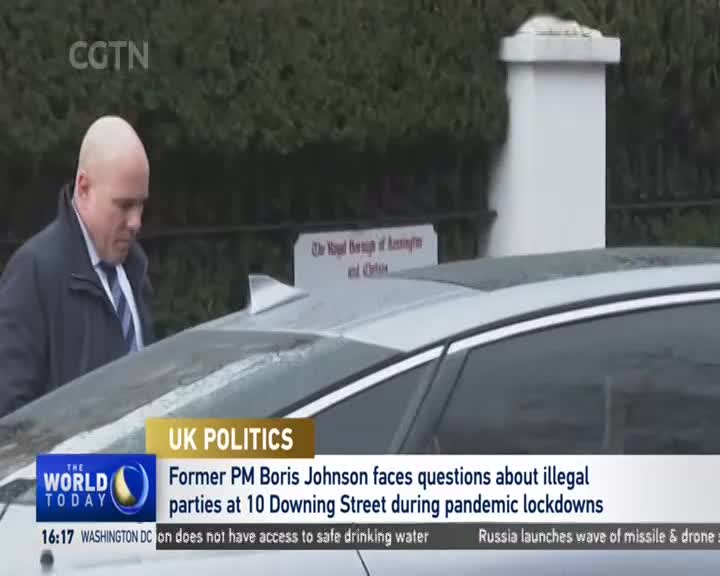 CGTN
The Royal Borough of Kensington
and Chelsea
UK POLITICS
Former PM Boris Johnson faces questions about illegal
parties at 10 Downing Street during pandemic lockdowns
THE
WORLD
TODAY
16:17 WASHINGTON DC
on does not have access to safe drinking water Russia launches wave of missile & drone